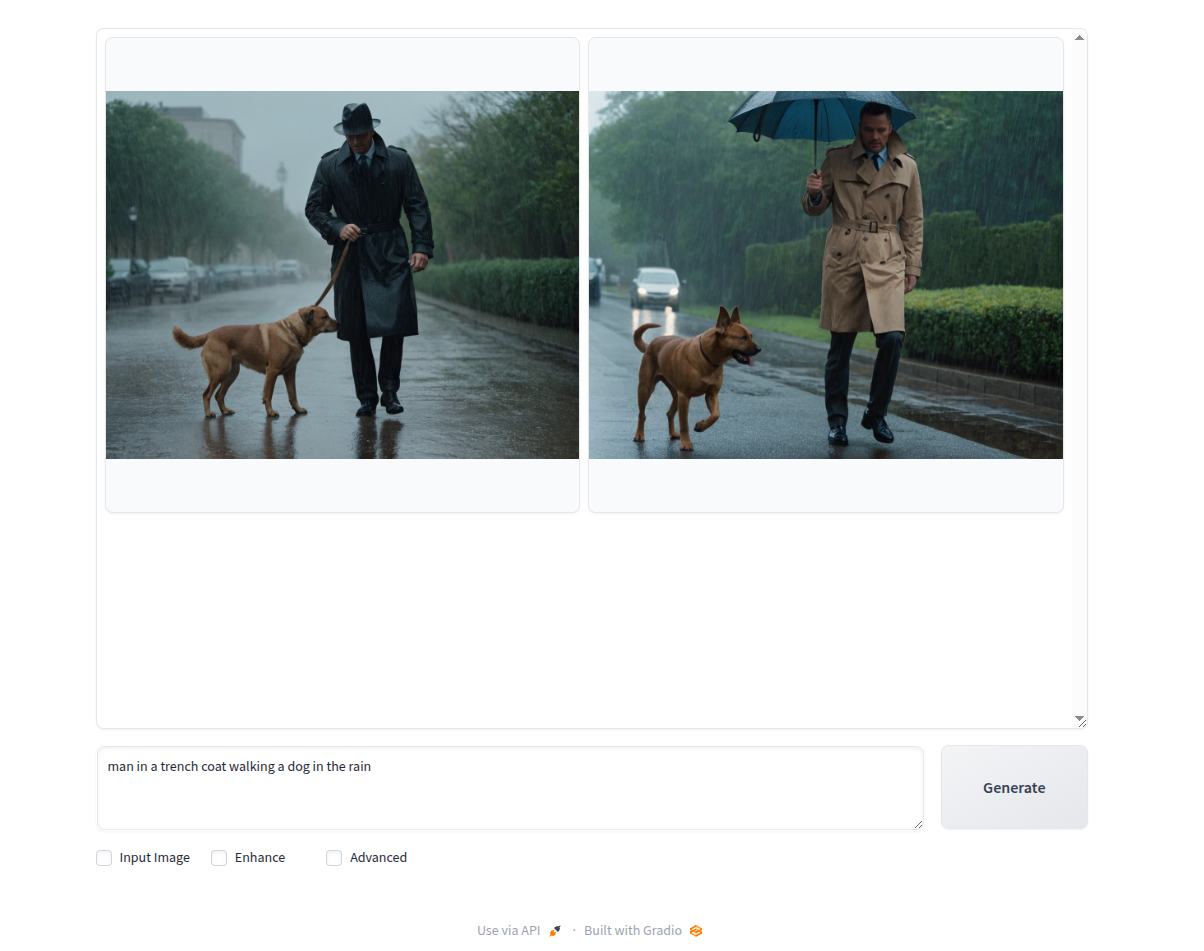 man in a trench coat walking a dog in the rain
Generate
Input Image
Enhance
Advanced
Use via API
·
Built with Gradio